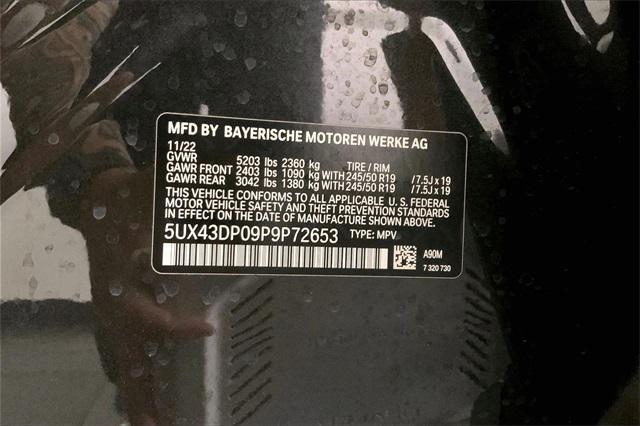 MFD BY BAYERISCHE MOTOREN WERKE AG
11/22
GVWR 5203 lbs 2360 kg TIRE / RIM
GAWR FRONT 2403 lbs 1090 kg WITH 245/50 R19 /7.5J x 19
GAWR REAR 3042 lbs 1380 kg WITH 245/50 R19 /7.5J x 19
THIS VEHICLE CONFORMS TO ALL APPLICABLE U. S. FEDERAL
MOTOR VEHICLE SAFETY AND THEFT PREVENTION STANDARDS
IN EFFECT ON THE DATE OF MANUFACTURE SHOWN ABOVE.
5UX43DP09P9P72653 TYPE: MPV
A90M
7 320 730